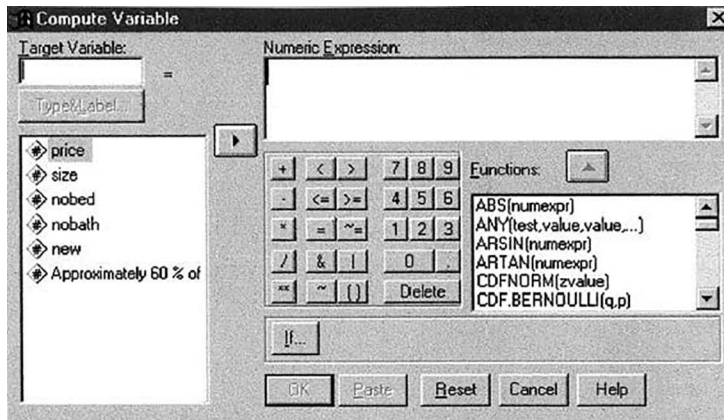 Compute Variable
Target Variable:
=
Type&Label...
price
size
nobed
nobath
new
Approximately 60 % of
Numeric Expression:
+ < > 7 8 9
- <= >= 4 5 6
* = ~= 1 2 3
/ & | 0 .
** ~ () Delete
Functions:
ABS(numexpr)
ANY(test,value,value,...)
ARSIN(numexpr)
ARTAN(numexpr)
CDFNORM(zvalue)
CDF.BERNOULLI(q,p)
If...
OK Paste Reset Cancel Help